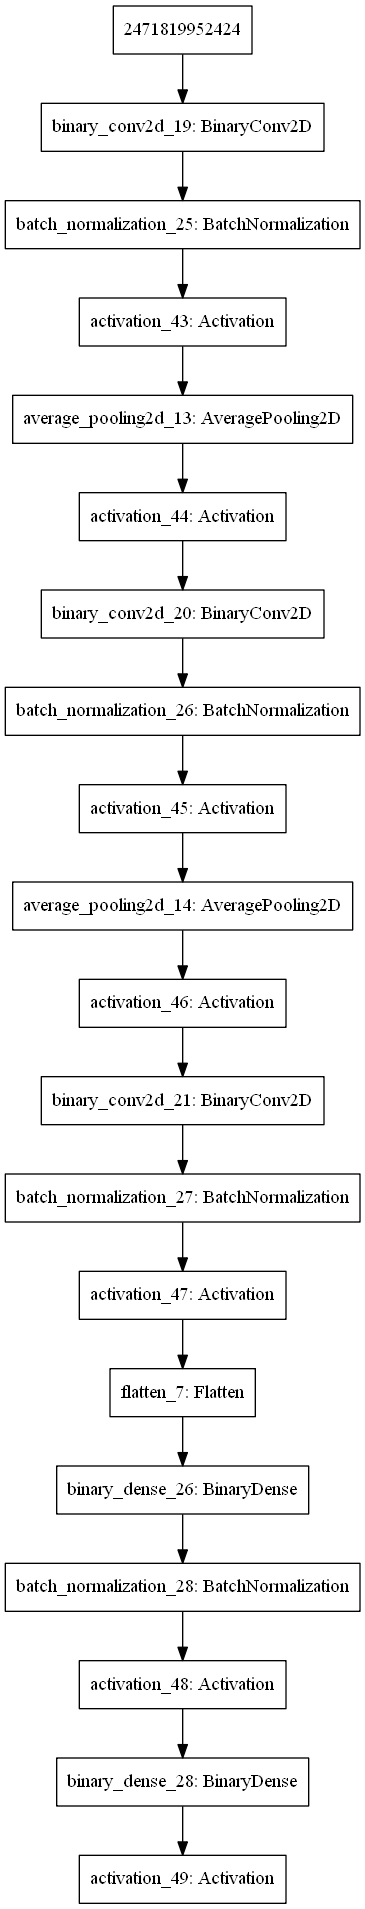 2471819952424
binary_conv2d_19: BinaryConv2D
batch_normalization_25: BatchNormalization
activation_43: Activation
average_pooling2d_13: AveragePooling2D
activation_44: Activation
binary_conv2d_20: BinaryConv2D
batch_normalization_26: BatchNormalization
activation_45: Activation
average_pooling2d_14: AveragePooling2D
activation_46: Activation
binary_conv2d_21: BinaryConv2D
batch_normalization_27: BatchNormalization
activation_47: Activation
flatten_7: Flatten
binary_dense_26: BinaryDense
batch_normalization_28: BatchNormalization
activation_48: Activation
binary_dense_28: BinaryDense
activation_49: Activation